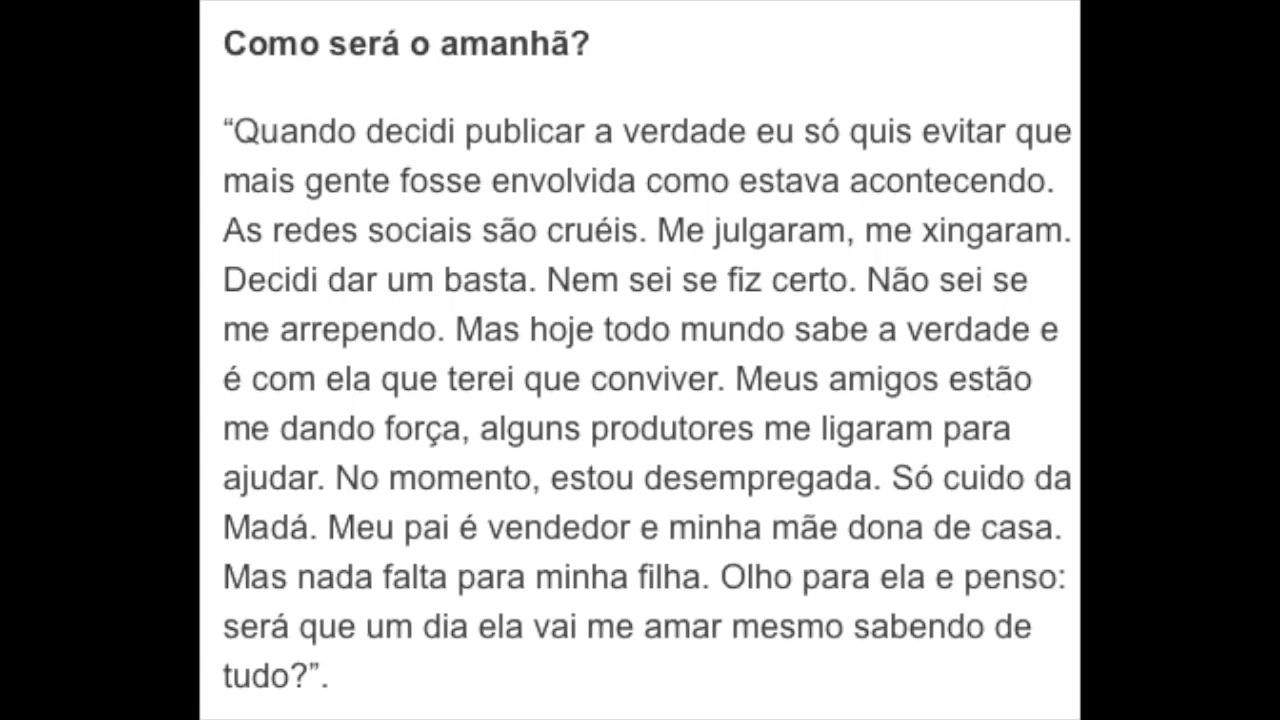 Como será o amanhã?
“Quando decidi publicar a verdade eu só quis evitar que
mais gente fosse envolvida como estava acontecendo.
As redes sociais são cruéis. Me julgaram, me xingaram.
Decidi dar um basta. Nem sei se fiz certo. Não sei se
me arrependo. Mas hoje todo mundo sabe a verdade e
é com ela que terei que conviver. Meus amigos estão
me dando força, alguns produtores me ligaram para
ajudar. No momento, estou desempregada. Só cuido da
Madá. Meu pai é vendedor e minha mãe dona de casa.
Mas nada falta para minha filha. Olho para ela e penso:
será que um dia ela vai me amar mesmo sabendo de
tudo?”.